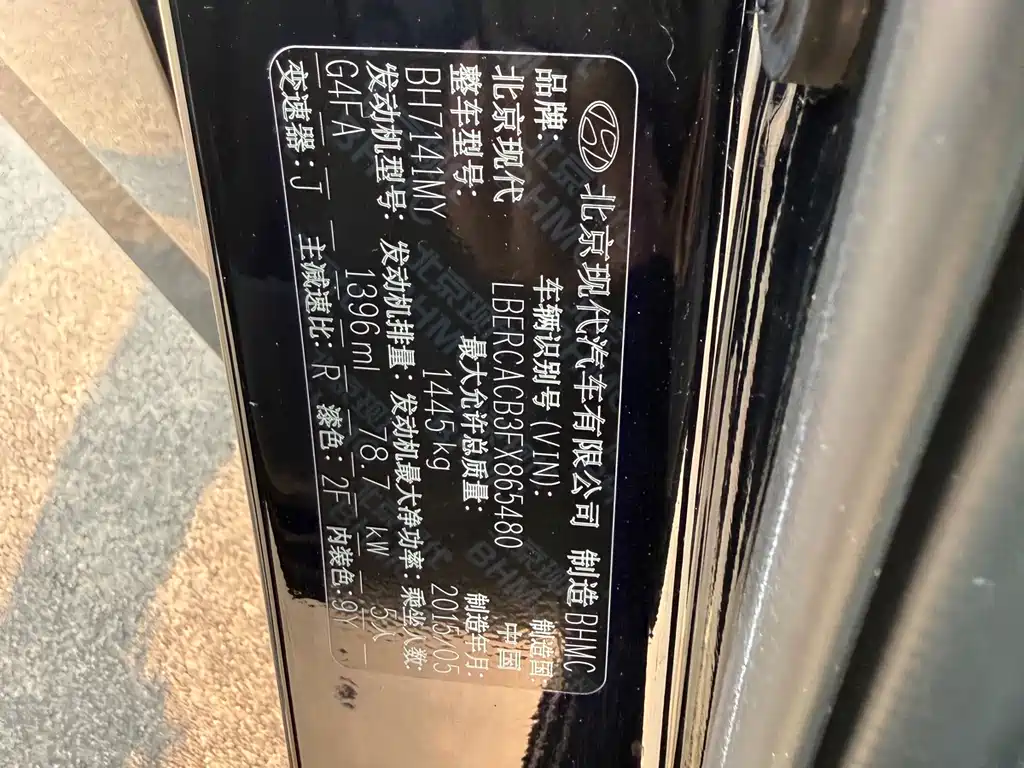 北京现代汽车有限公司 制造 BHMC
品牌: 车辆识别号 (VIN): 制造国:
北京现代 LBERCACB3FX865480 中国
整车型号: 最大允许总质量: 制造年月:
BH7141MY 1445 kg 2015/05
发动机型号: 发动机排量: 发动机最大净功率: 乘坐人数:
G4FA 1396ml 78.7 kW 5人
变速器: J 主减速比: R 漆色: 2F 内装色: 9Y